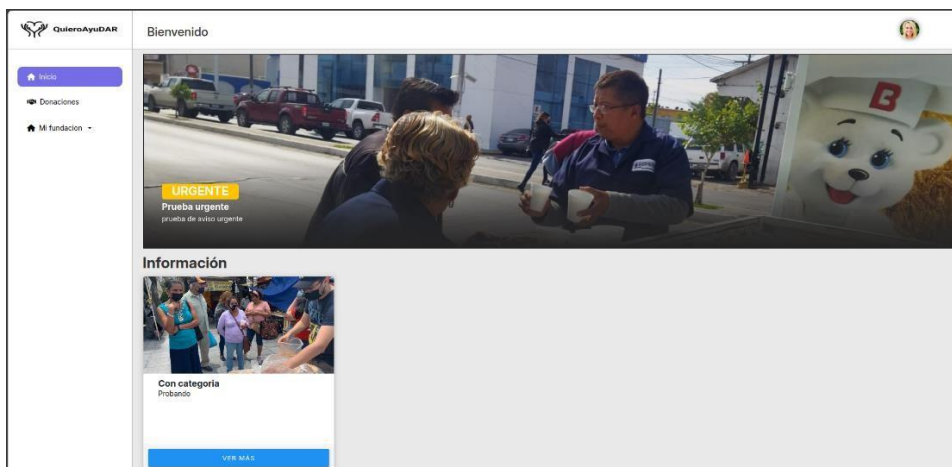 QuieroAyuDAR
Bienvenido
Inicio
Donaciones
Mi fundacion
URGENTE
Prueba urgente
prueba de aviso urgente
B
Información
Con categoria
Probando
VER MÁS